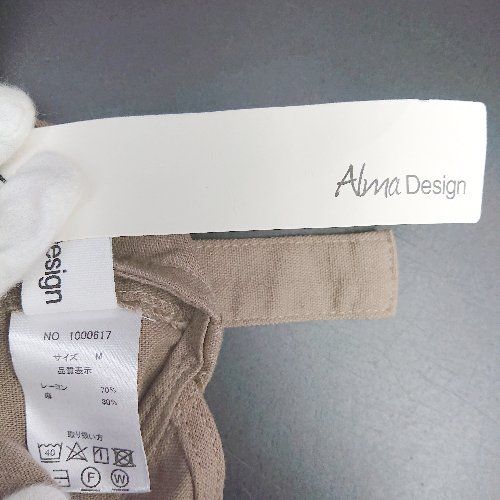 Alma Design
Design
NO 1000617
サイズ M
品質表示
レーヨン 70%
麻 30%
取り扱い方
40
F W